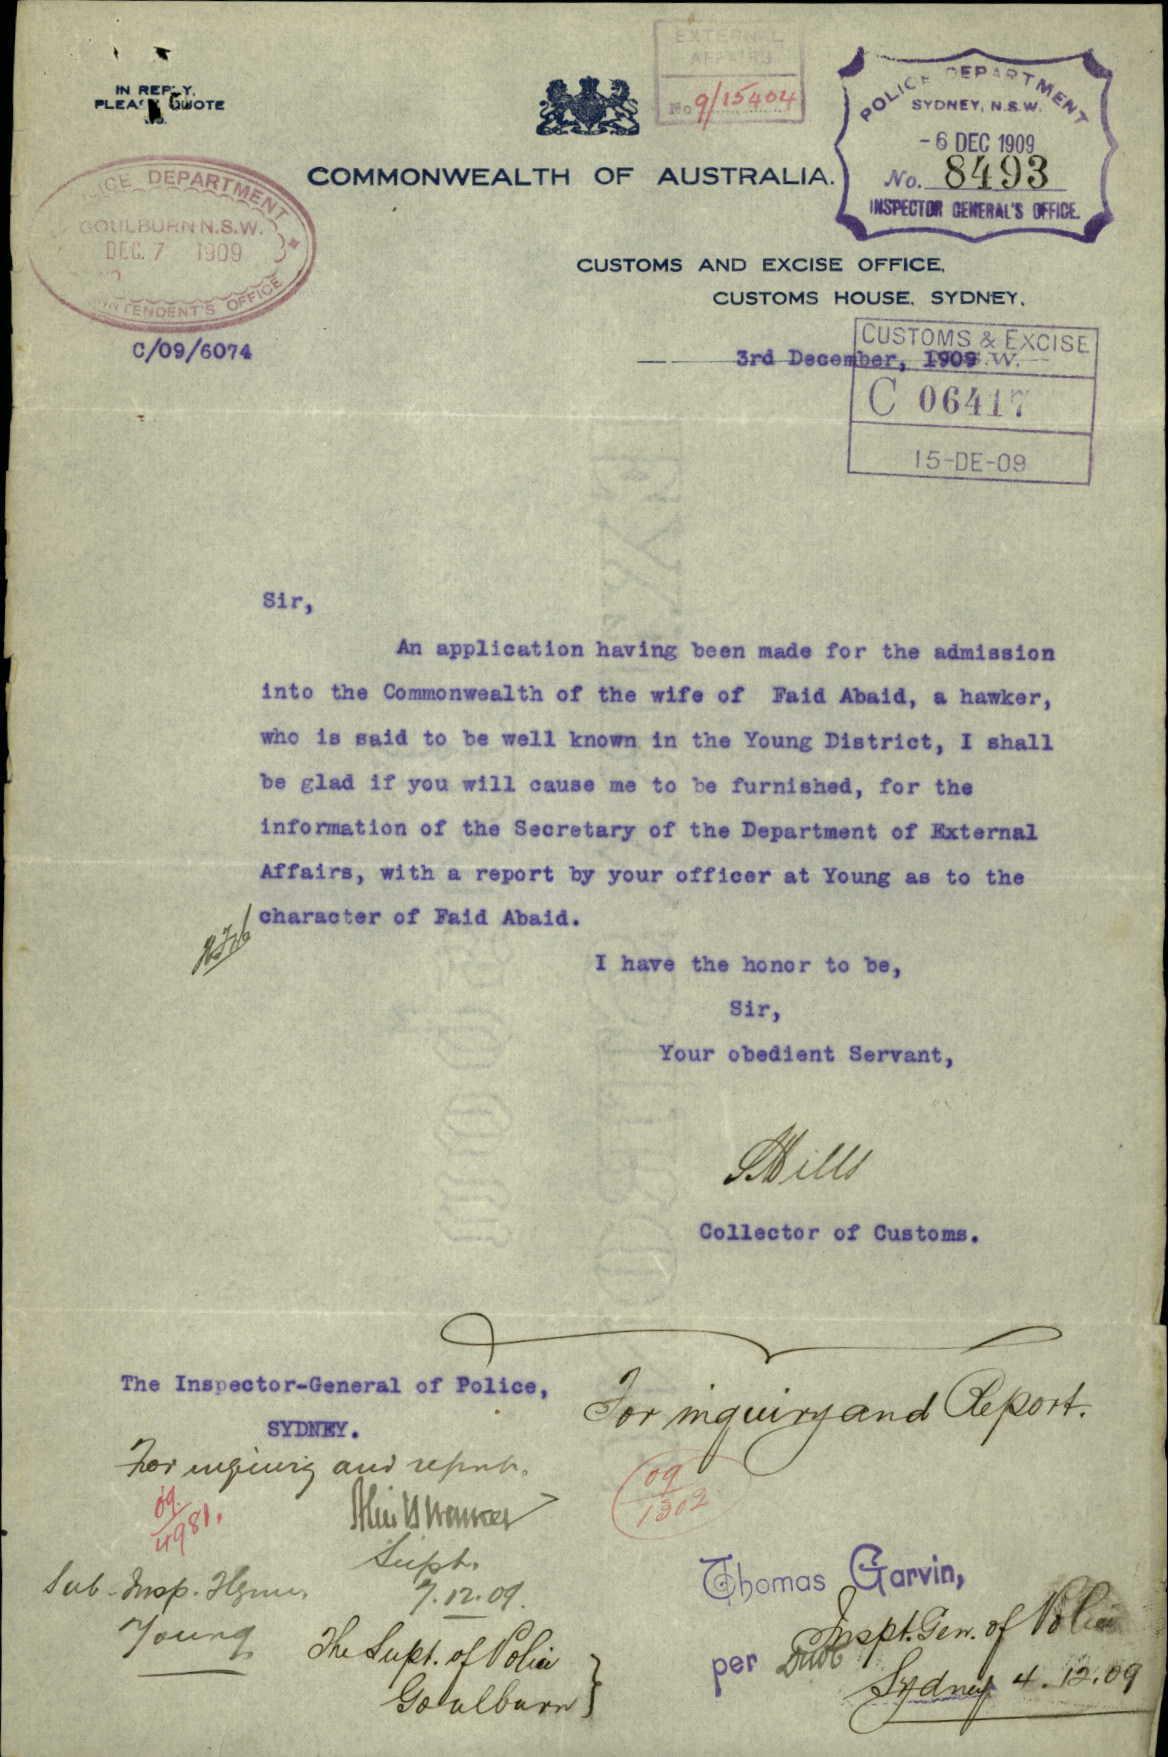 IN REPLY,
PLEASE QUOTE
No.
EXTERNAL
AFFAIRS
No 9/15404
POLICE DEPARTMENT
SYDNEY, N.S.W.
- 6 DEC 1909
No. 8493
INSPECTOR GENERAL'S OFFICE.
COMMONWEALTH OF AUSTRALIA.
DEPARTMENT
GOULBURN N.S.W.
DEC. 7 1909
OFFICE
CUSTOMS AND EXCISE OFFICE,
CUSTOMS HOUSE, SYDNEY,
C/09/6074
3rd December, 1909
CUSTOMS & EXCISE
.W.
C 06417
15-DE-09
Sir,
An application having been made for the admission
into the Commonwealth of the wife of Faid Abaid, a hawker,
who is said to be well known in the Young District, I shall
be glad if you will cause me to be furnished, for the
information of the Secretary of the Department of External
Affairs, with a report by your officer at Young as to the
character of Faid Abaid.
I have the honor to be,
Sir,
Your obedient Servant,
Mills
Collector of Customs.
The Inspector-General of Police,
SYDNEY.
For inquiry and Report.
For inquiry and report.
09
4981.
09
1302
Supt.
7.12.09.
Sub-Insp.
Young
The Supt. of Police
Goulburn
Thomas Garvin,
Inspt. Gen. of Police
per
Sydney 4.12.09